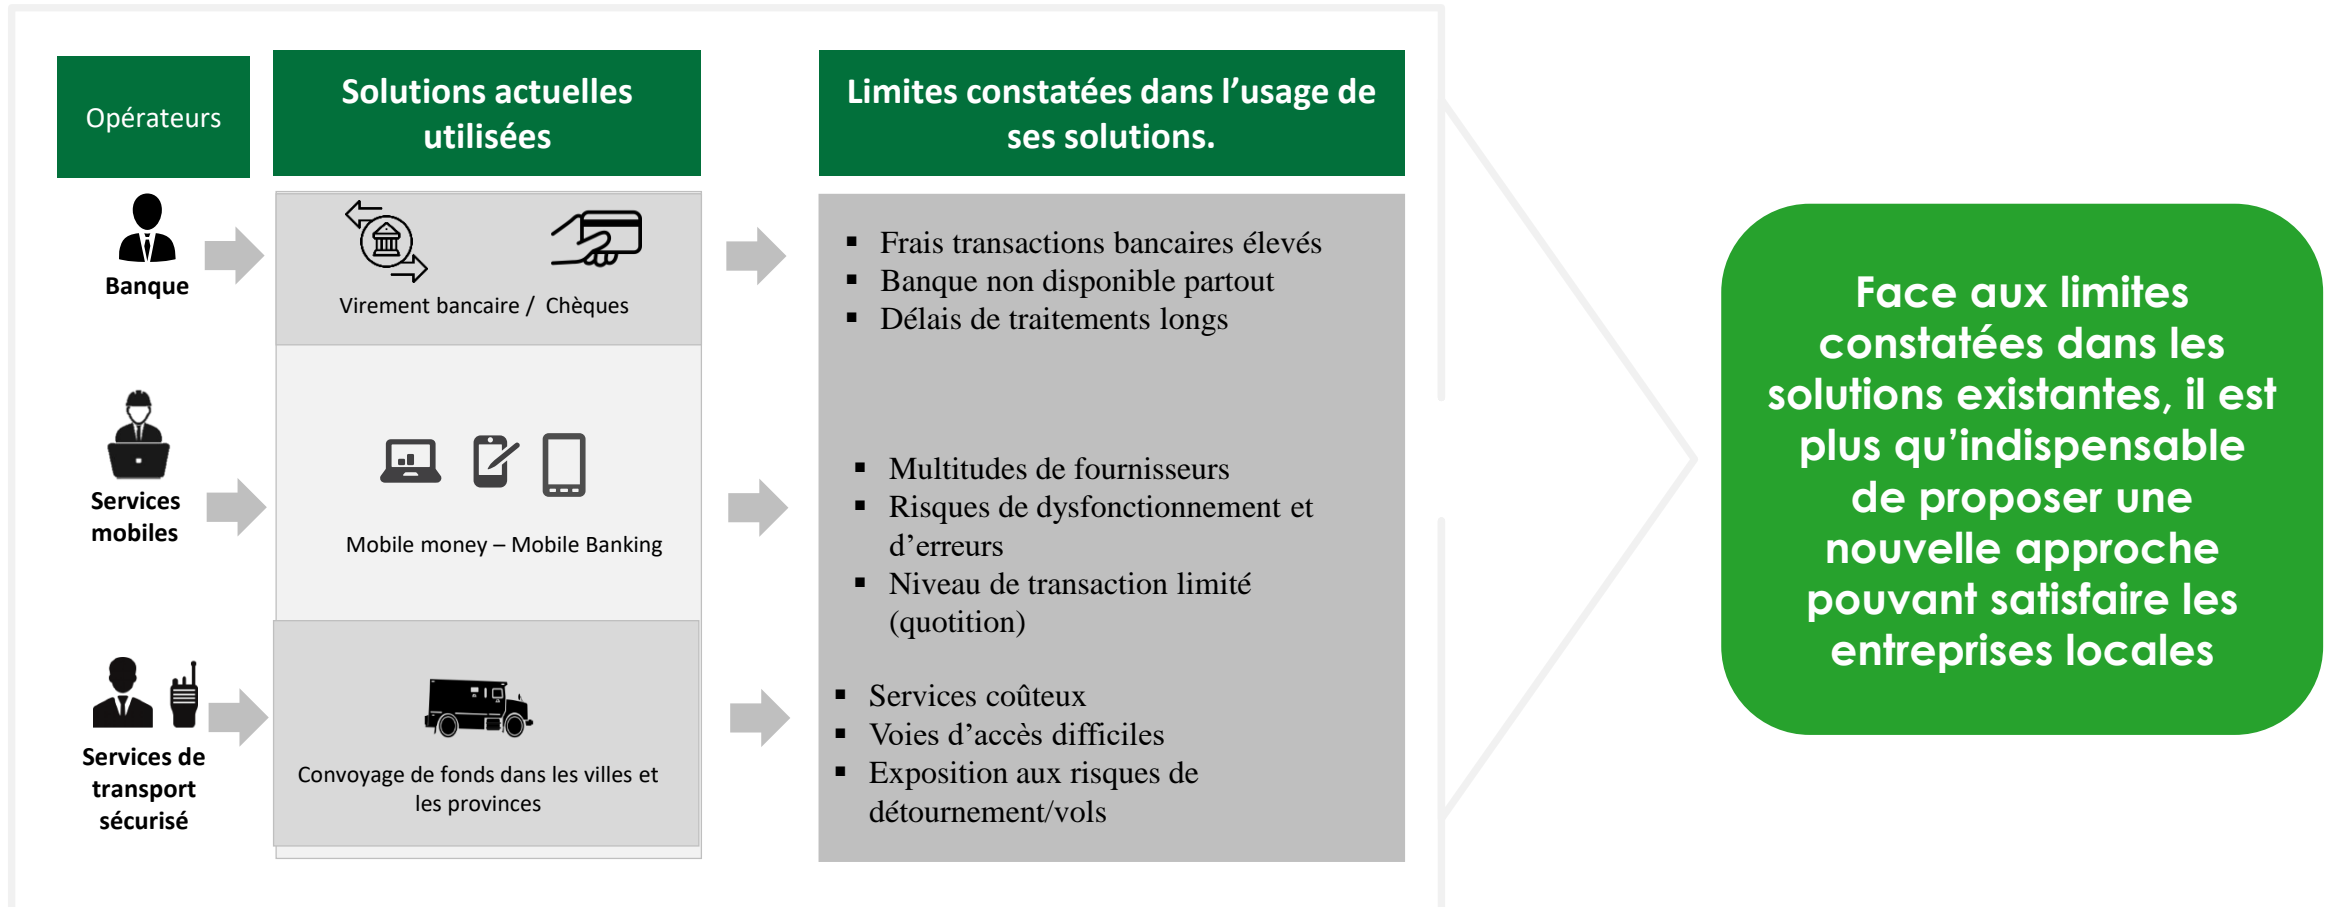 Opérateurs
Solutions actuelles
utilisées
Limites constatées dans l’usage de
ses solutions.
Banque
Virement bancaire / Chèques
▪ Frais transactions bancaires élevés
▪ Banque non disponible partout
▪ Délais de traitements longs
Services
mobiles
Mobile money – Mobile Banking
▪ Multitudes de fournisseurs
▪ Risques de dysfonctionnement et
d’erreurs
▪ Niveau de transaction limité
(quotition)
Services de
transport
sécurisé
Convoyage de fonds dans les villes et
les provinces
▪ Services coûteux
▪ Voies d’accès difficiles
▪ Exposition aux risques de
détournement/vols
Face aux limites
constatées dans les
solutions existantes, il est
plus qu’indispensable
de proposer une
nouvelle approche
pouvant satisfaire les
entreprises locales